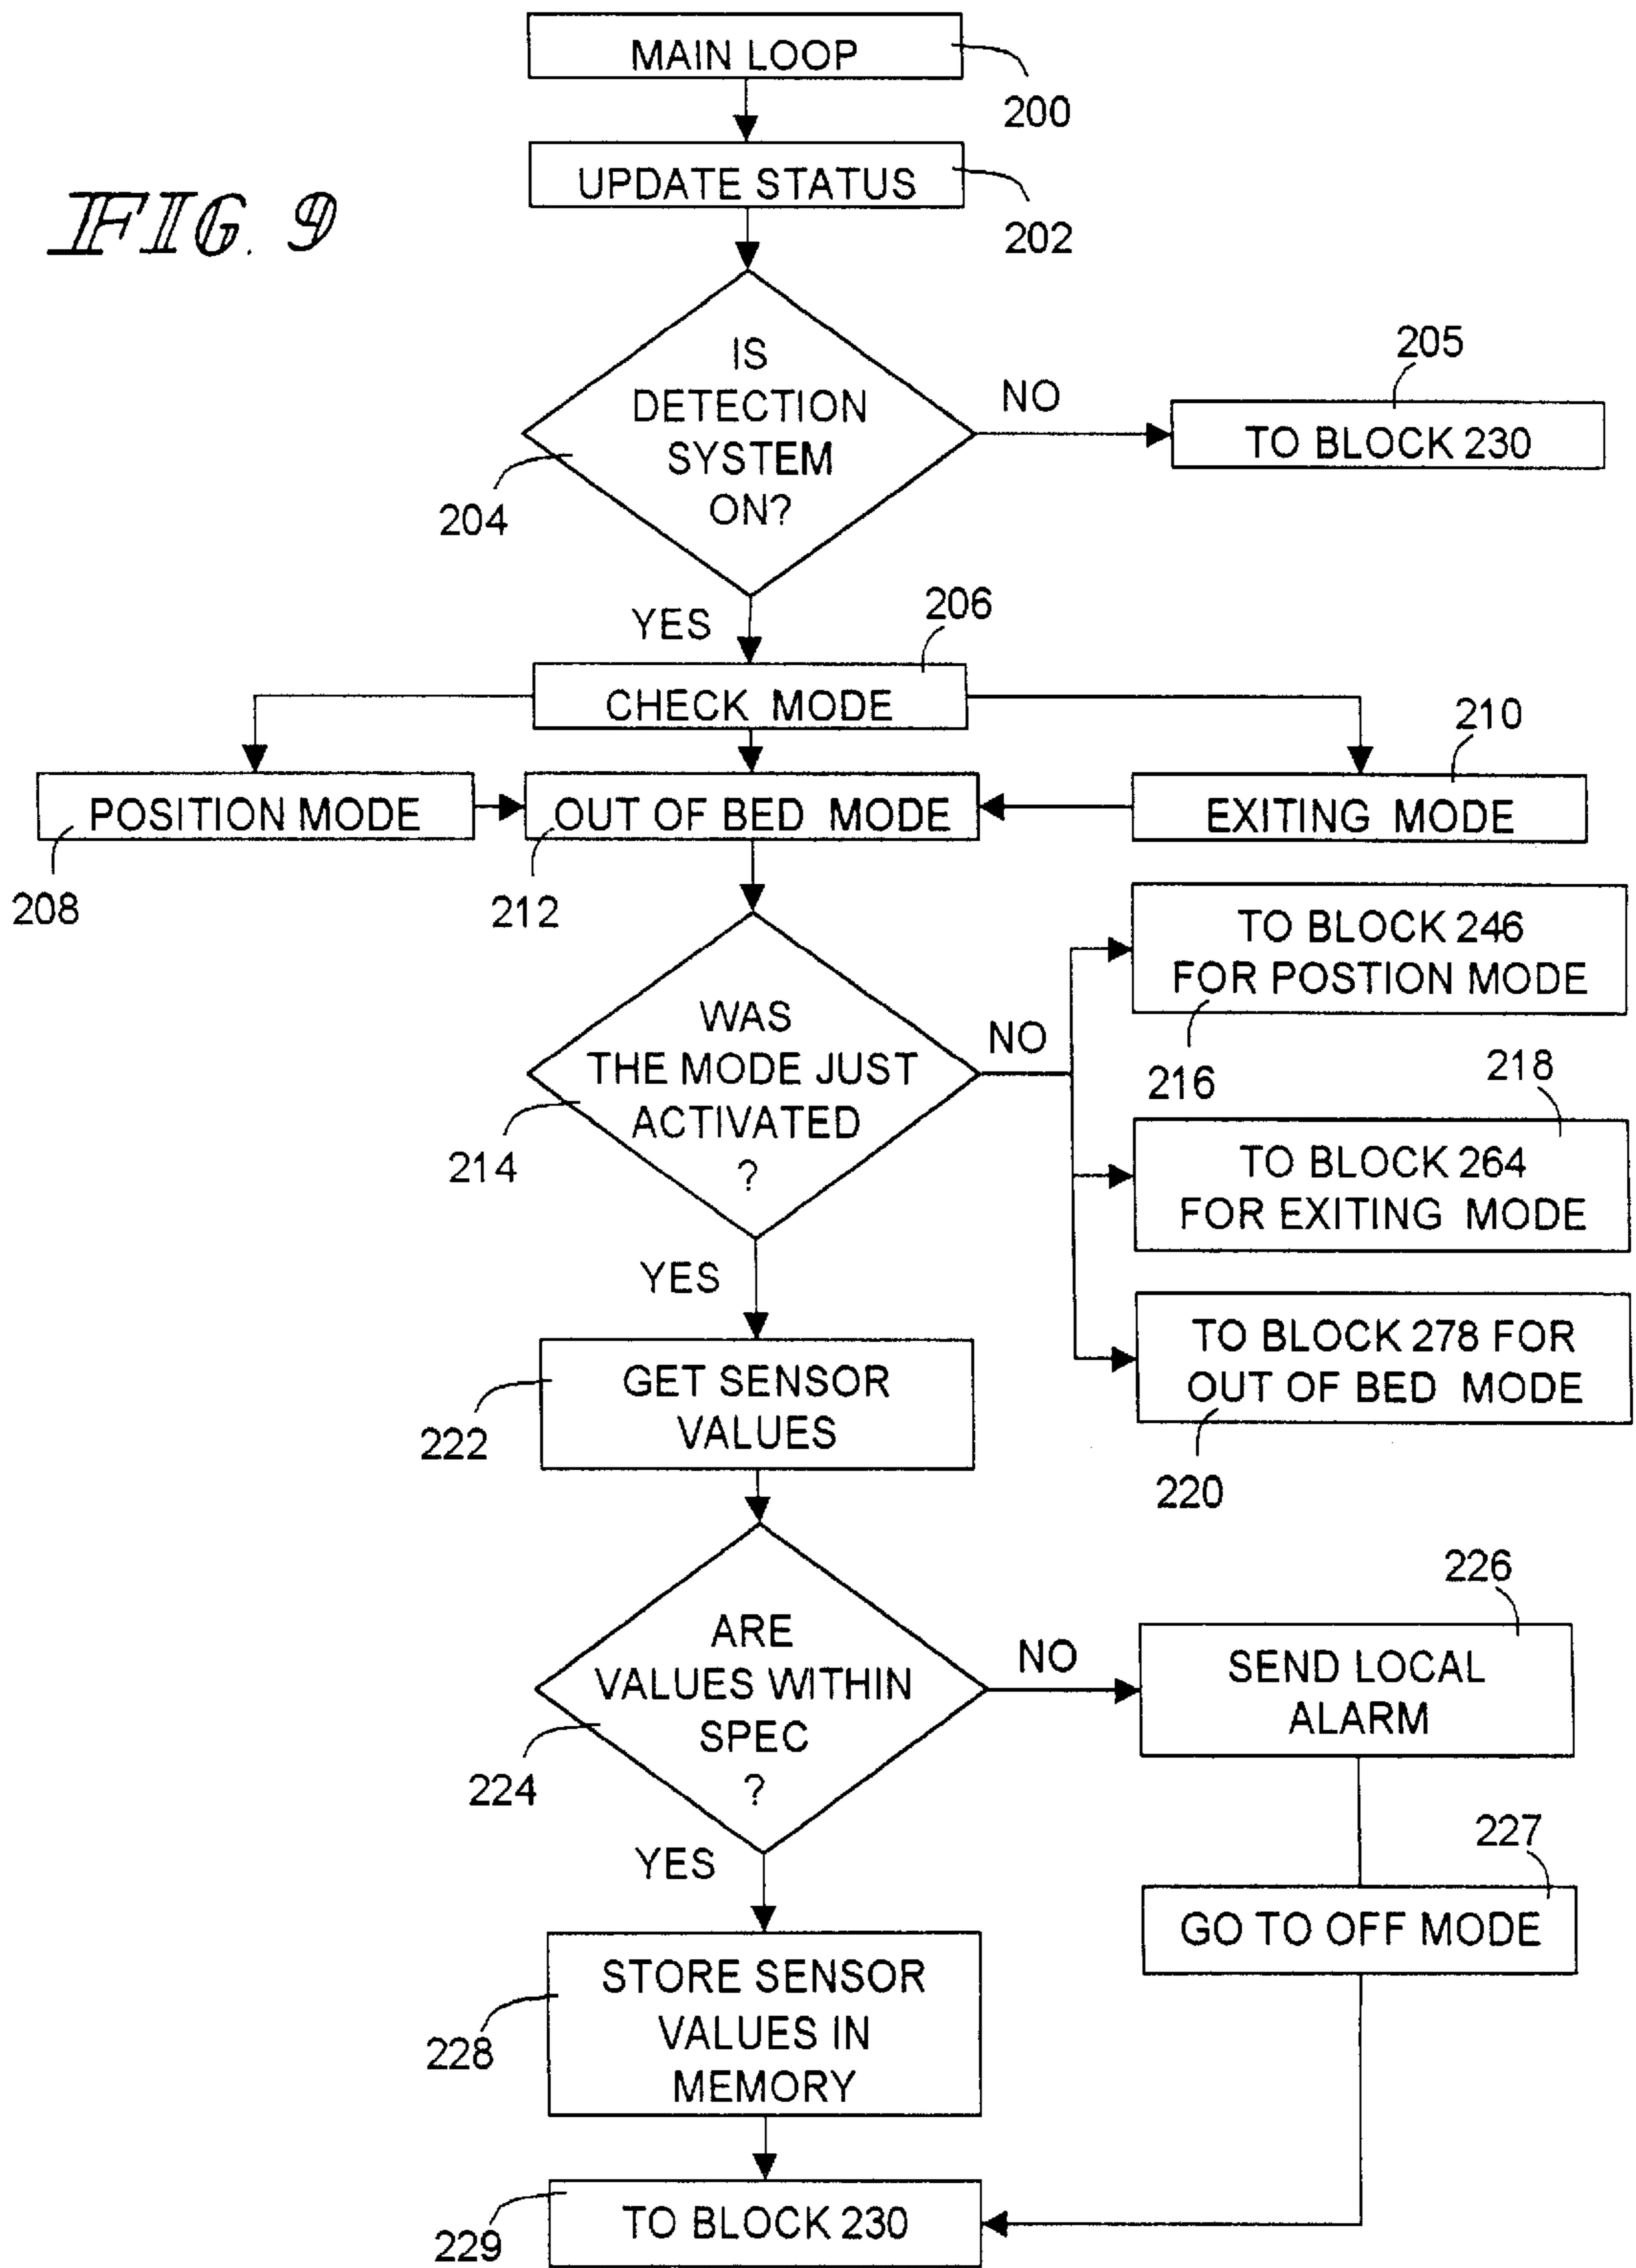 FIG. 9
MAIN LOOP
200
UPDATE STATUS
202
IS
DETECTION
SYSTEM
ON?
204
NO
205
TO BLOCK 230
YES
206
CHECK MODE
210
POSITION MODE
OUT OF BED MODE
EXITING MODE
208
212
WAS
THE MODE JUST
ACTIVATED
?
214
NO
TO BLOCK 246
FOR POSTION MODE
216
218
TO BLOCK 264
FOR EXITING MODE
TO BLOCK 278 FOR
OUT OF BED MODE
220
YES
GET SENSOR
VALUES
222
ARE
VALUES WITHIN
SPEC
?
224
NO
226
SEND LOCAL
ALARM
227
GO TO OFF MODE
YES
STORE SENSOR
VALUES IN
MEMORY
228
TO BLOCK 230
229